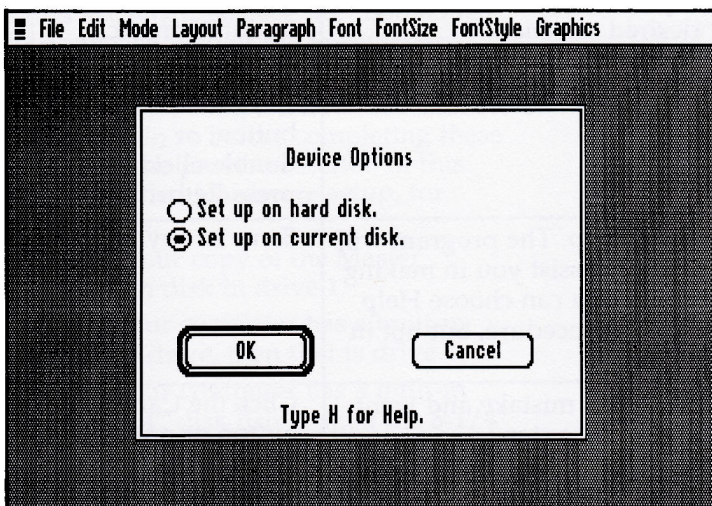 File Edit Mode Layout Paragraph Font FontSize FontStyle Graphics
Device Options
Set up on hard disk.
Set up on current disk.
OK Cancel
Type H for Help.